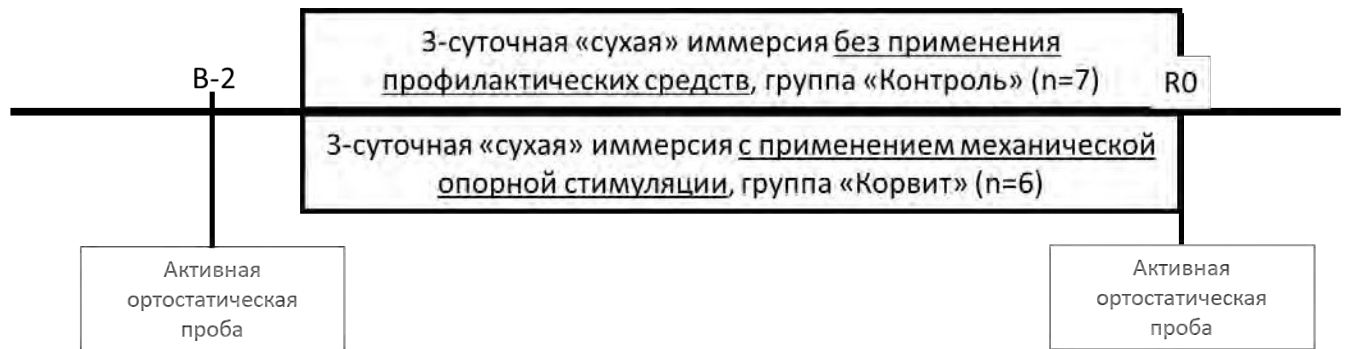 3-суточная «сухая» иммерсия без применения
профилактических средств, группа «Контроль» (n=7)
B-2
R0
3-суточная «сухая» иммерсия с применением механической
опорной стимуляции, группа «Корвит» (n=6)
Активная
ортостатическая
проба
Активная
ортостатическая
проба